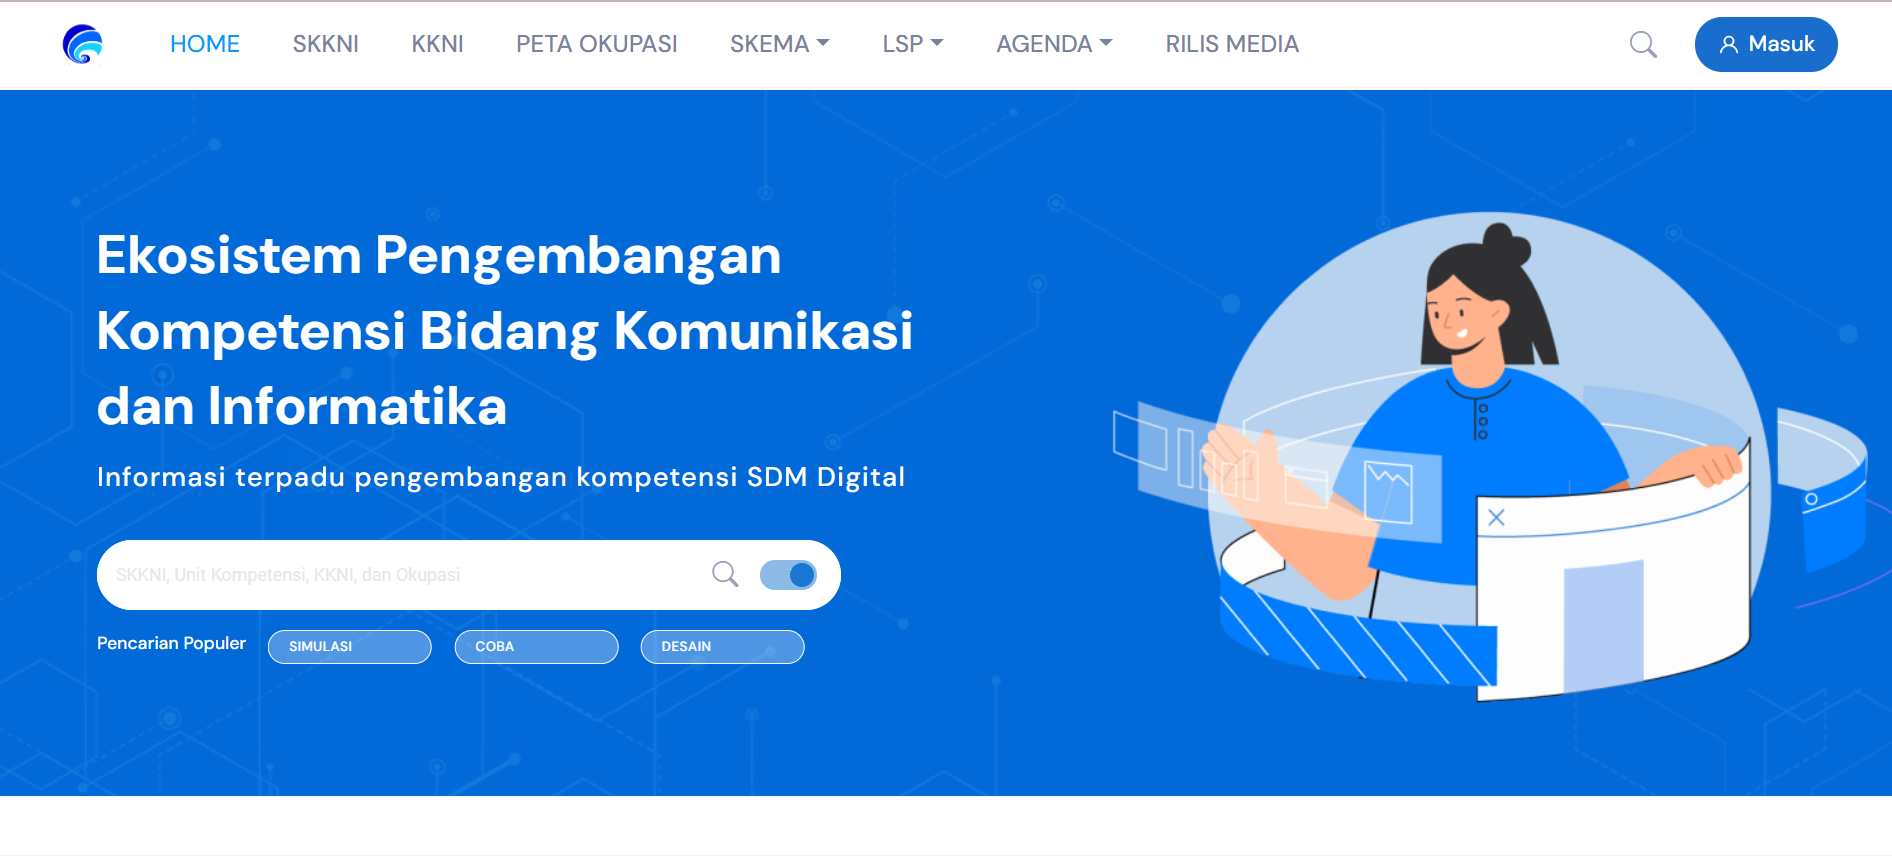 HOME SKKNI KKNI PETA OKUPASI SKEMA LSP AGENDA RILIS MEDIA Masuk
Ekosistem Pengembangan
Kompetensi Bidang Komunikasi
dan Informatika
Informasi terpadu pengembangan kompetensi SDM Digital
SKKNI, Unit Kompetensi, KKNI, dan Okupasi
Pencarian Populer SIMULASI COBA DESAIN